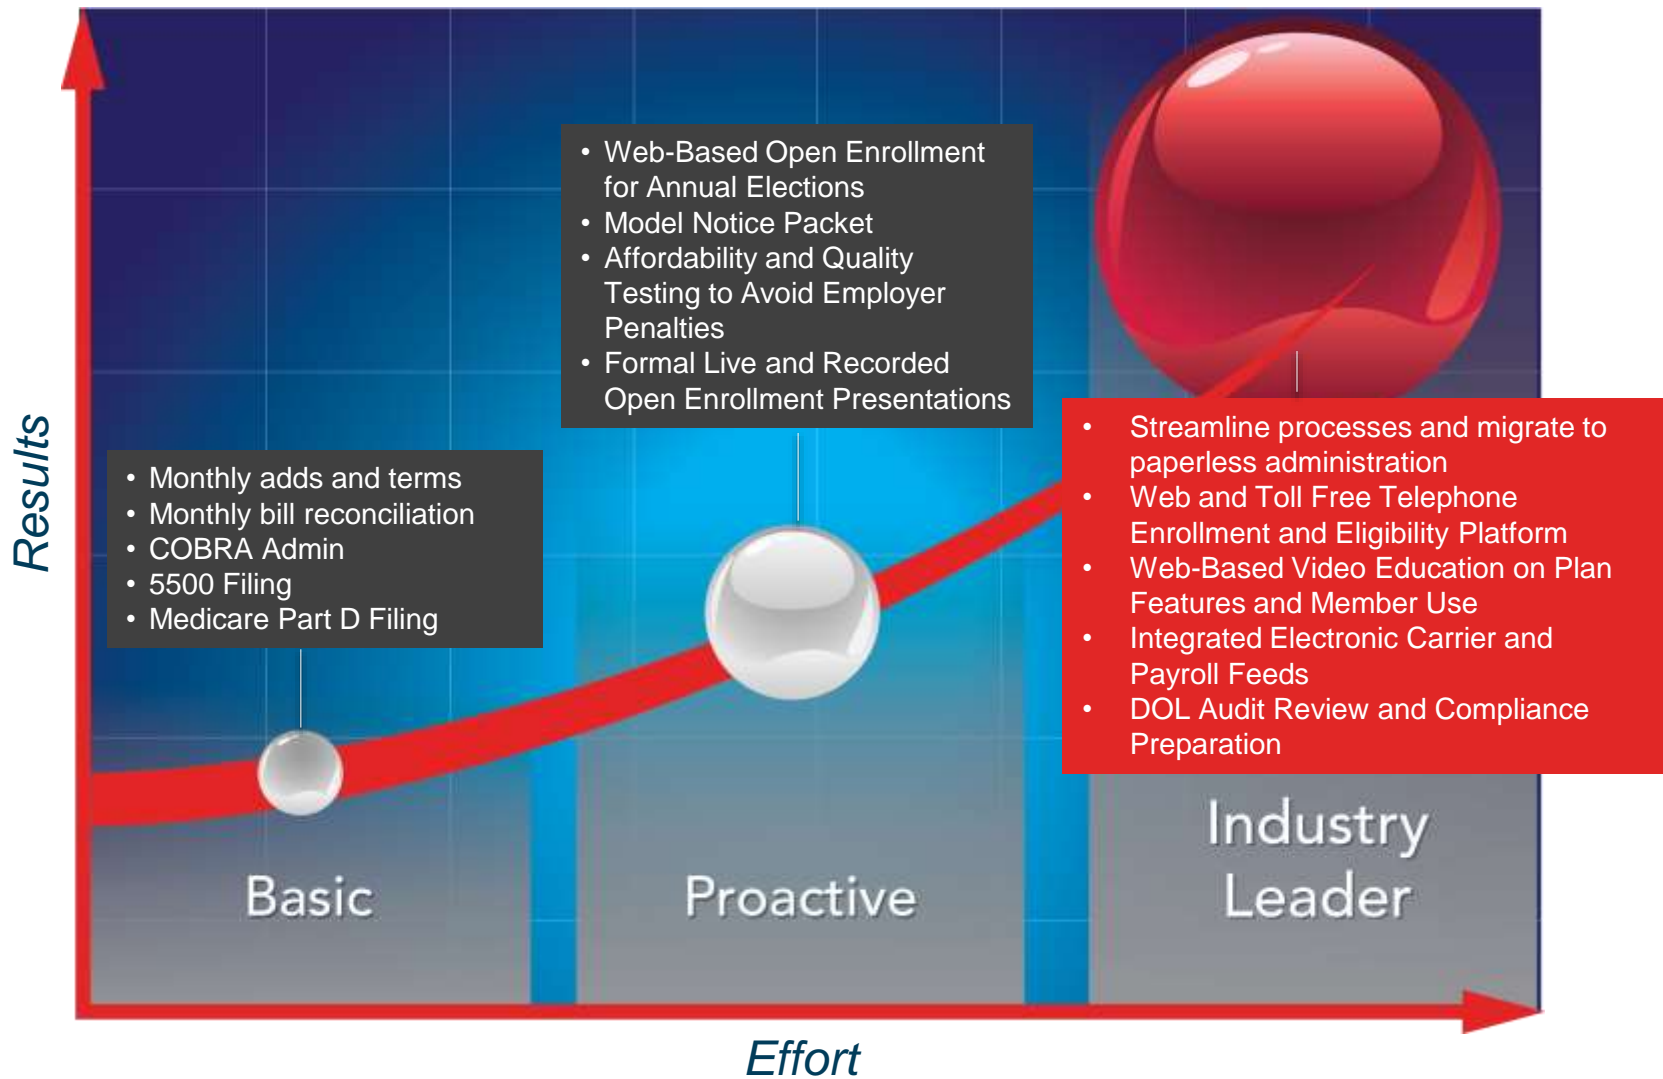 Results
• Monthly adds and terms
• Monthly bill reconciliation
• COBRA Admin
• 5500 Filing
• Medicare Part D Filing
Basic
• Web-Based Open Enrollment
for Annual Elections
• Model Notice Packet
• Affordability and Quality
Testing to Avoid Employer
Penalties
• Formal Live and Recorded
Open Enrollment Presentations
Proactive
• Streamline processes and migrate to
paperless administration
• Web and Toll Free Telephone
Enrollment and Eligibility Platform
• Web-Based Video Education on Plan
Features and Member Use
• Integrated Electronic Carrier and
Payroll Feeds
• DOL Audit Review and Compliance
Preparation
Industry
Leader
Effort